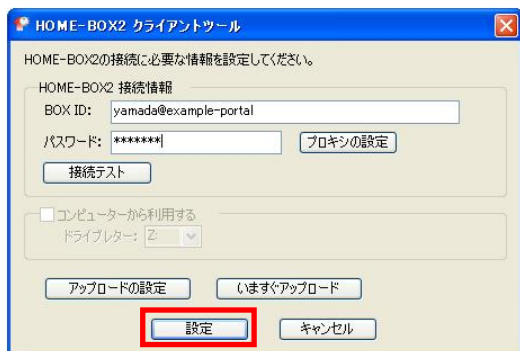 HOME-BOX2 クライアントツール
HOME-BOX2の接続に必要な情報を設定してください。
HOME-BOX2 接続情報
BOX ID: yamada@example-portal
パスワード: ******* プロキシの設定
接続テスト
コンピューターから利用する
ドライブレター: Z:
アップロードの設定 いますぐアップロード
設定 キャンセル